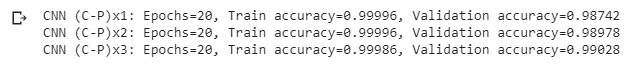 CNN (C-P)x1: Epochs=20, Train accuracy=0.99996, Validation accuracy=0.98742
CNN (C-P)x2: Epochs=20, Train accuracy=0.99996, Validation accuracy=0.98978
CNN (C-P)x3: Epochs=20, Train accuracy=0.99986, Validation accuracy=0.99028